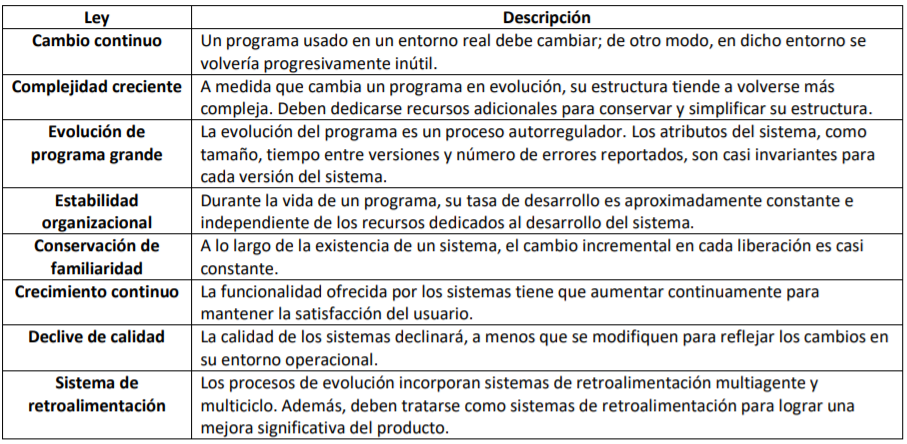 Ley
Descripción
Cambio continuo
Un programa usado en un entorno real debe cambiar; de otro modo, en dicho entorno se
volvería progresivamente inútil.
Complejidad creciente
A medida que cambia un programa en evolución, su estructura tiende a volverse más
compleja. Deben dedicarse recursos adicionales para conservar y simplificar su estructura.
Evolución de
programa grande
La evolución del programa es un proceso autorregulador. Los atributos del sistema, como
tamaño, tiempo entre versiones y número de errores reportados, son casi invariantes para
cada versión del sistema.
Estabilidad
organizacional
Durante la vida de un programa, su tasa de desarrollo es aproximadamente constante e
independiente de los recursos dedicados al desarrollo del sistema.
Conservación de
familiaridad
A lo largo de la existencia de un sistema, el cambio incremental en cada liberación es casi
constante.
Crecimiento continuo
La funcionalidad ofrecida por los sistemas tiene que aumentar continuamente para
mantener la satisfacción del usuario.
Declive de calidad
La calidad de los sistemas declinará, a menos que se modifiquen para reflejar los cambios en
su entorno operacional.
Sistema de
retroalimentación
Los procesos de evolución incorporan sistemas de retroalimentación multiagente y
multiciclo. Además, deben tratarse como sistemas de retroalimentación para lograr una
mejora significativa del producto.